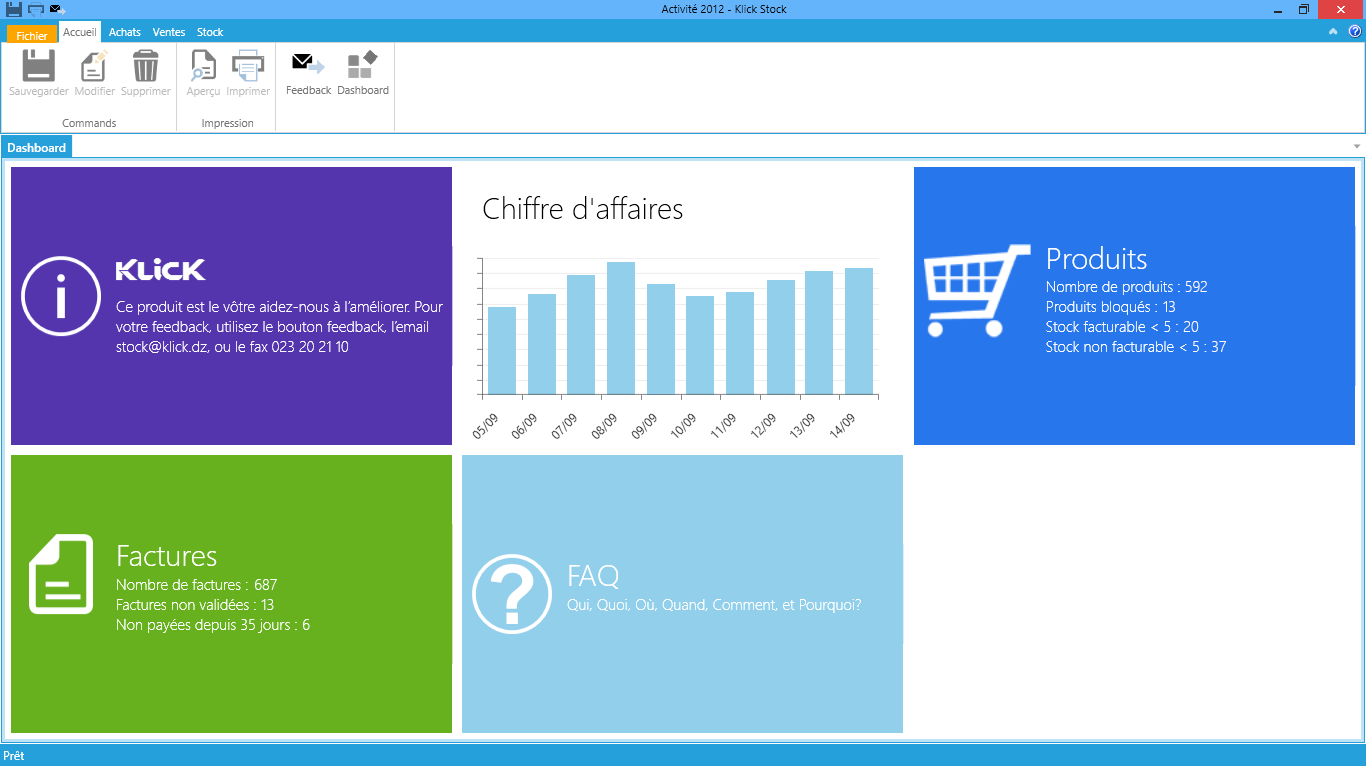 Activité 2012 - Klick Stock
Fichier Accueil Achats Ventes Stock
Sauvegarder Modifier Supprimer Aperçu Imprimer Feedback Dashboard
Commands Impression
Dashboard
KLiCK
Ce produit est le vôtre aidez-nous à l'améliorer. Pour
votre feedback, utilisez le bouton feedback, l'email
stock@klick.dz, ou le fax 023 20 21 10
Chiffre d'affaires
05/09 06/09 07/09 08/09 09/09 10/09 11/09 12/09 13/09 14/09
Produits
Nombre de produits : 592
Produits bloqués : 13
Stock facturable < 5 : 20
Stock non facturable < 5 : 37
Factures
Nombre de factures : 687
Factures non validées : 13
Non payées depuis 35 jours : 6
FAQ
Qui, Quoi, Où, Quand, Comment, et Pourquoi?
Prêt